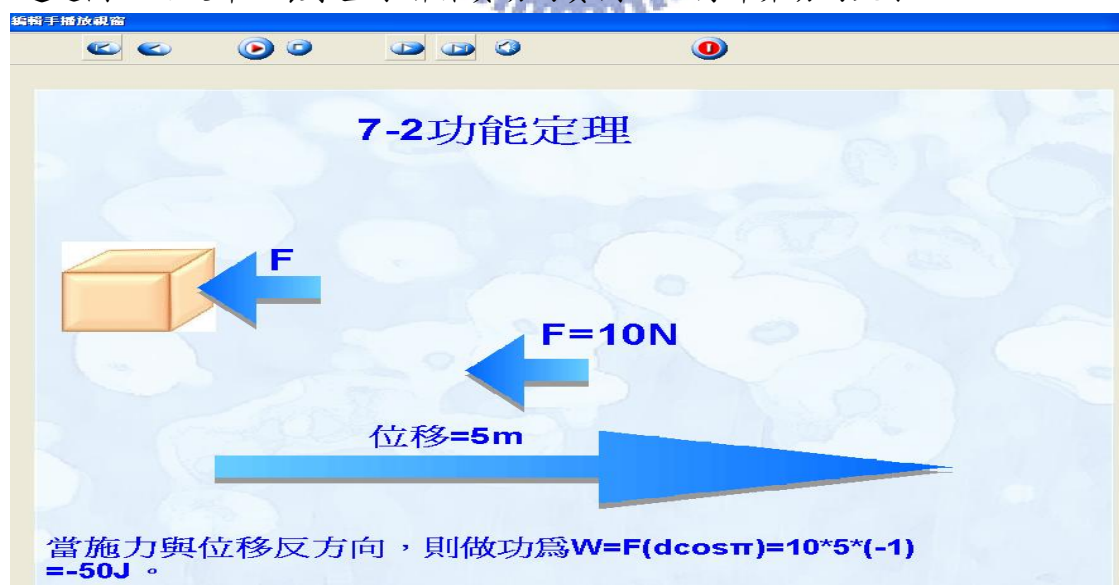 編輯手播放視窗
7-2功能定理
F
F=10N
位移=5m
當施力與位移反方向，則做功爲W=F(dcosπ)=10*5*(-1)
=-50J。